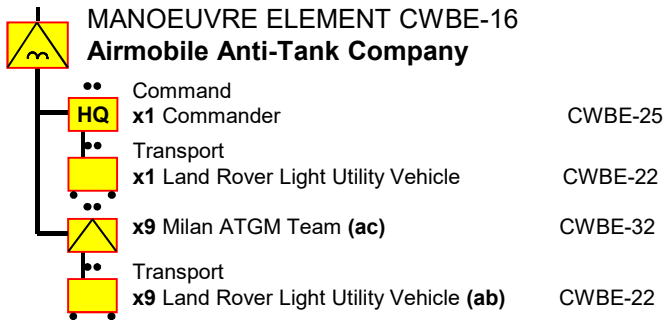 MANOEUVRE ELEMENT CWBE-16
Airmobile Anti-Tank Company
Command
HQ x1 Commander CWBE-25
Transport
x1 Land Rover Light Utility Vehicle CWBE-22
x9 Milan ATGM Team (ac) CWBE-32
Transport
x9 Land Rover Light Utility Vehicle (ab) CWBE-22